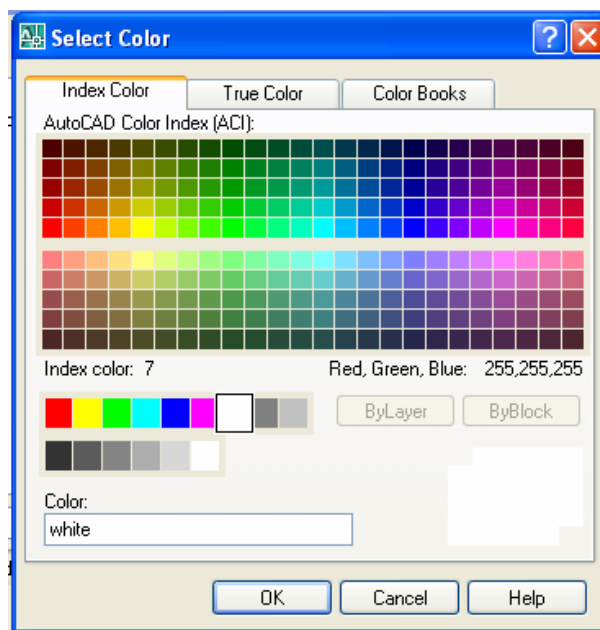 Select Color
Index Color True Color Color Books
AutoCAD Color Index (ACI):
Index color: 7 Red, Green, Blue: 255,255,255
ByLayer ByBlock
Color:
white
OK Cancel Help